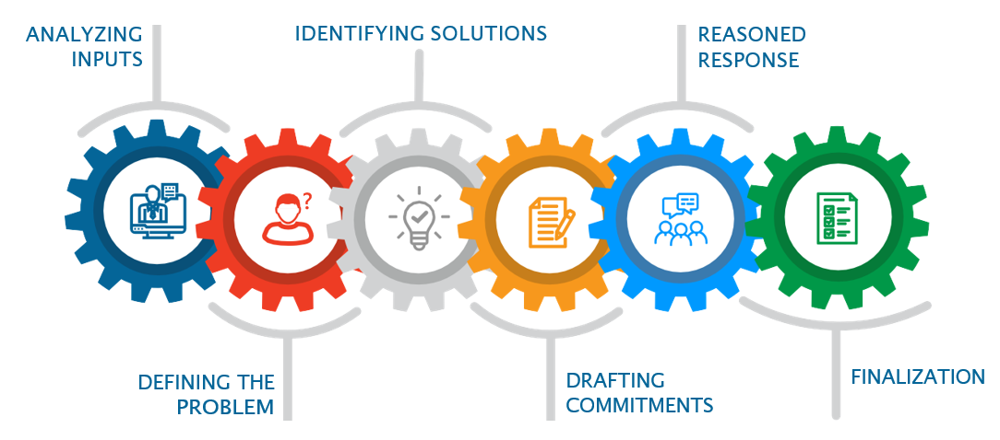 ANALYZING
INPUTS
DEFINING THE
PROBLEM
IDENTIFYING SOLUTIONS
DRAFTING
COMMITMENTS
REASONED
RESPONSE
FINALIZATION
?